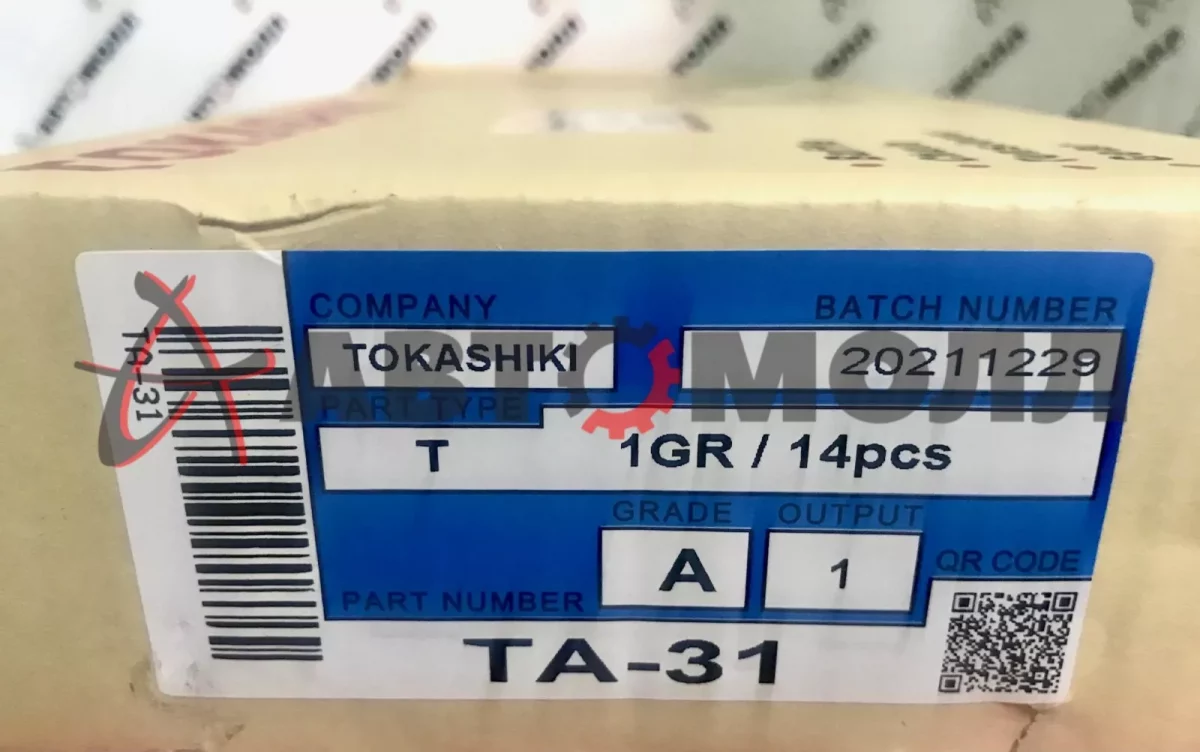 АВТОМОЛЛ
COMPANY
BATCH NUMBER
TOKASHIKI
20211229
PART TYPE
T
1GR / 14pcs
GRADE
OUTPUT
A
1
QR CODE
PART NUMBER
TA-31
TA-31